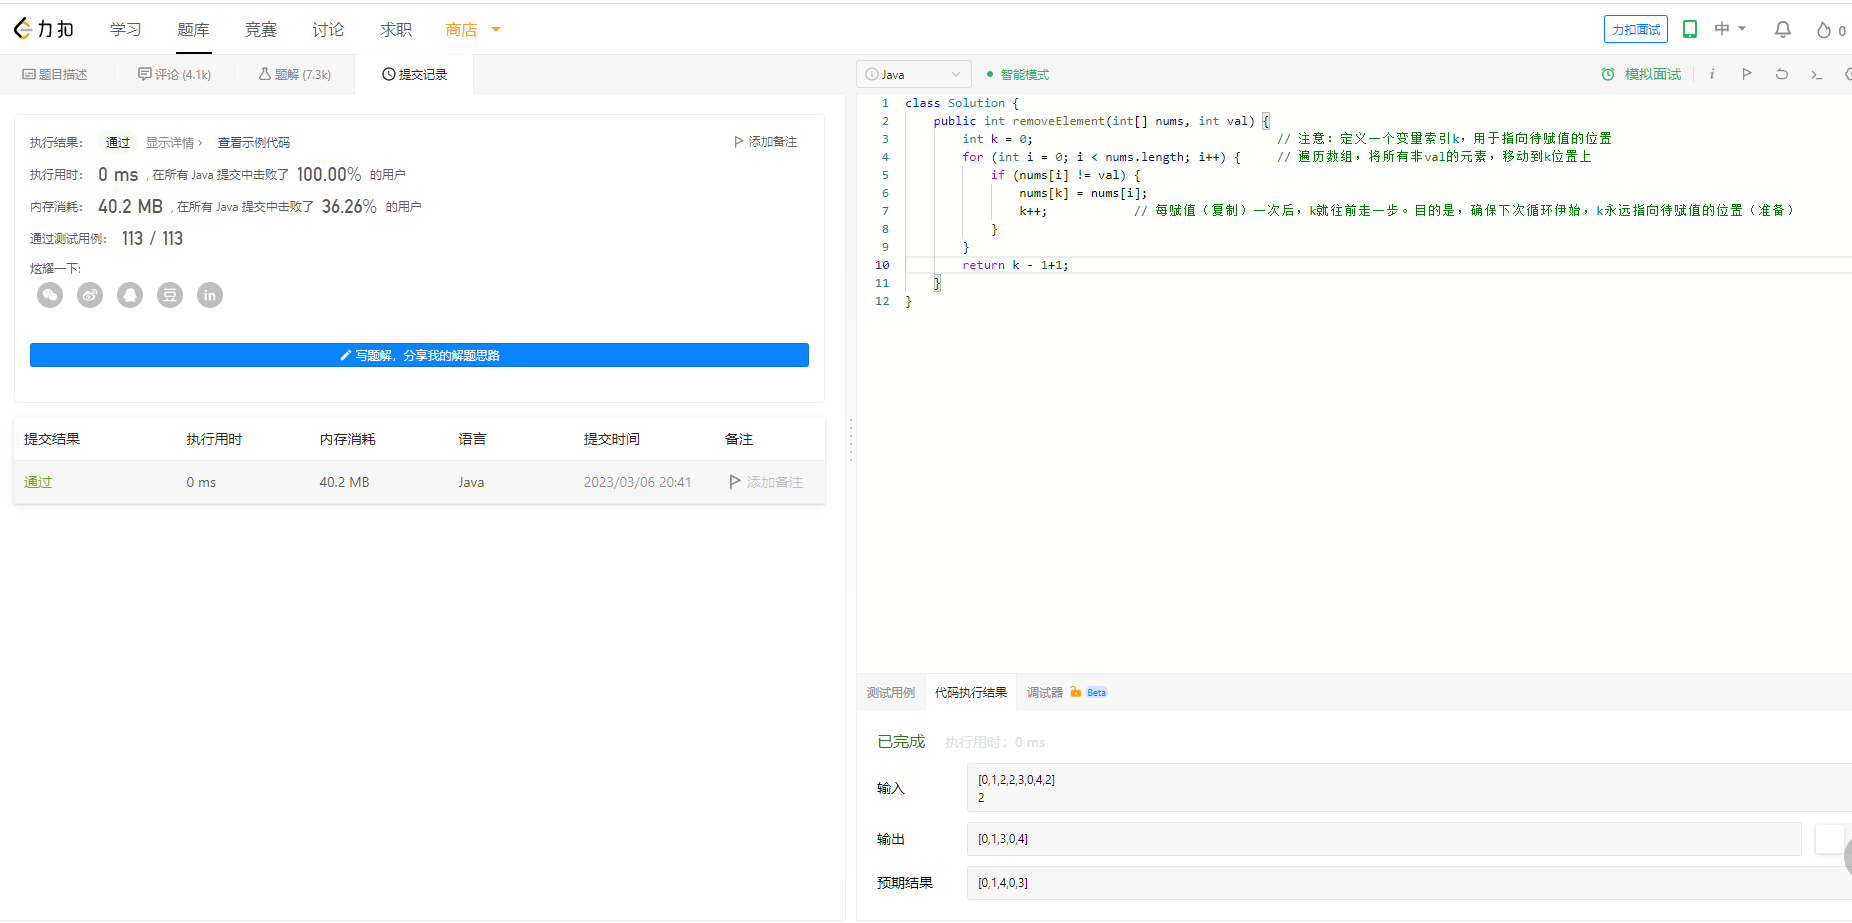 力扣 学习 题库 竞赛 讨论 求职 商店 力扣面试 中 0
题目描述 评论 (4.1k) 题解 (7.3k) 提交记录
执行结果： 通过 显示详情 › 查看示例代码 添加备注
执行用时： 0 ms , 在所有 Java 提交中击败了 100.00% 的用户
内存消耗： 40.2 MB , 在所有 Java 提交中击败了 36.26% 的用户
通过测试用例： 113 / 113
炫耀一下:
豆 in
写题解，分享我的解题思路
提交结果 执行用时 内存消耗 语言 提交时间 备注
通过 0 ms 40.2 MB Java 2023/03/06 20:41 添加备注
Java 智能模式 模拟面试 i
1 class Solution {
2 public int removeElement(int[] nums, int val) {
3 int k = 0; // 注意：定义一个变量索引k，用于指向待赋值的位置
4 for (int i = 0; i < nums.length; i++) { // 遍历数组，将所有非val的元素，移动到k位置上
5 if (nums[i] != val) {
6 nums[k] = nums[i];
7 k++; // 每赋值（复制）一次后，k就往前走一步。目的是，确保下次循环伊始，k永远指向待赋值的位置（准备）
8 }
9 }
10 return k - 1+1;
11 }
12 }
测试用例 代码执行结果 调试器 Beta
已完成 执行用时：0 ms
输入 [0,1,2,2,3,0,4,2]
2
输出 [0,1,3,0,4]
预期结果 [0,1,4,0,3]